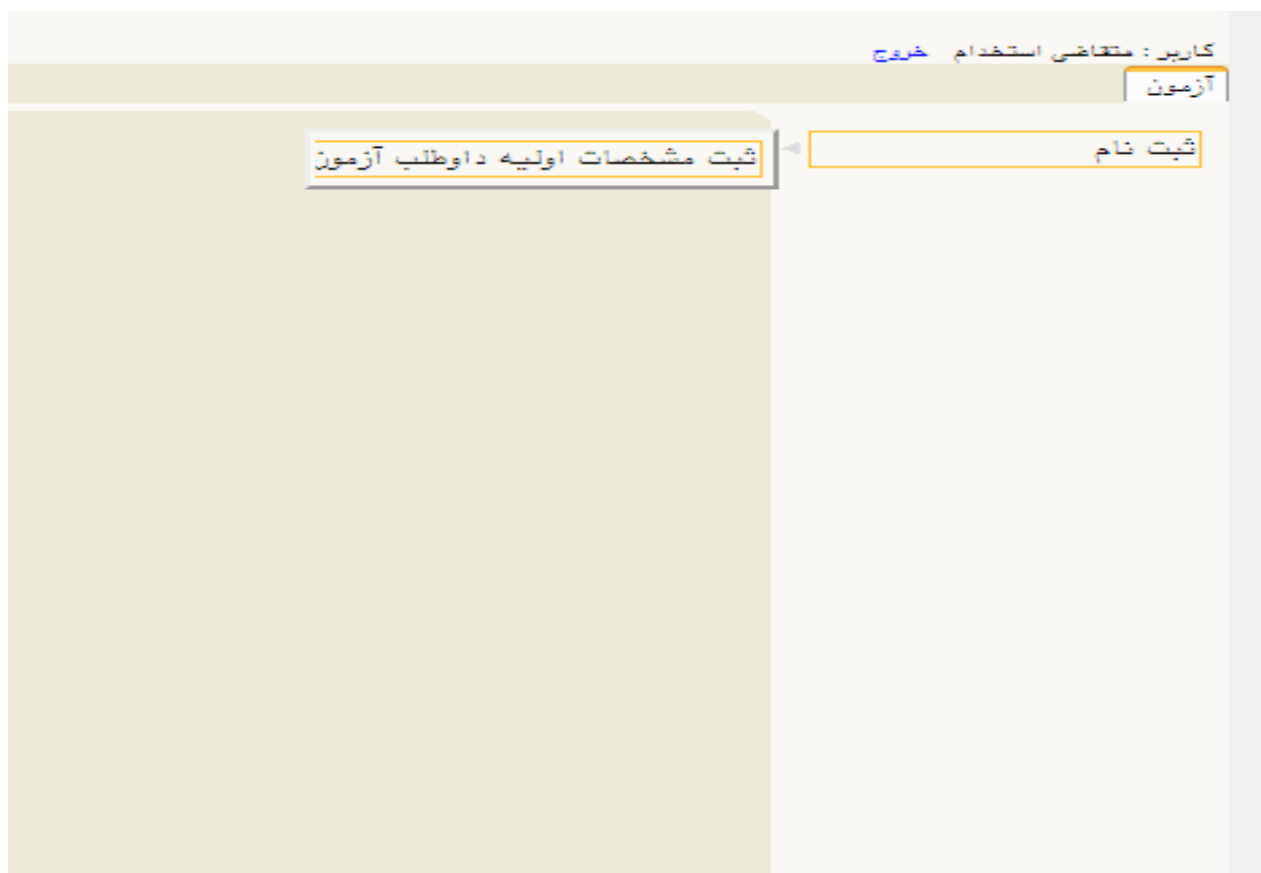 کاربر : متقاضی استخدام خروج
آزمون
ثبت نام
ثبت مشخصات اولیه داوطلب آزمون